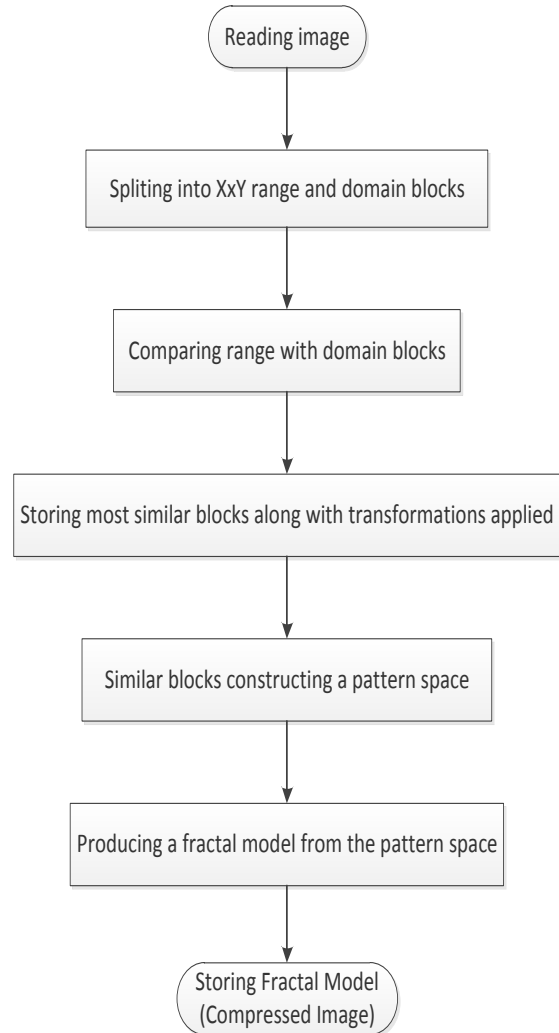 Reading image
Spliting into XxY range and domain blocks
Comparing range with domain blocks
Storing most similar blocks along with transformations applied
Similar blocks constructing a pattern space
Producing a fractal model from the pattern space
Storing Fractal Model
(Compressed Image)